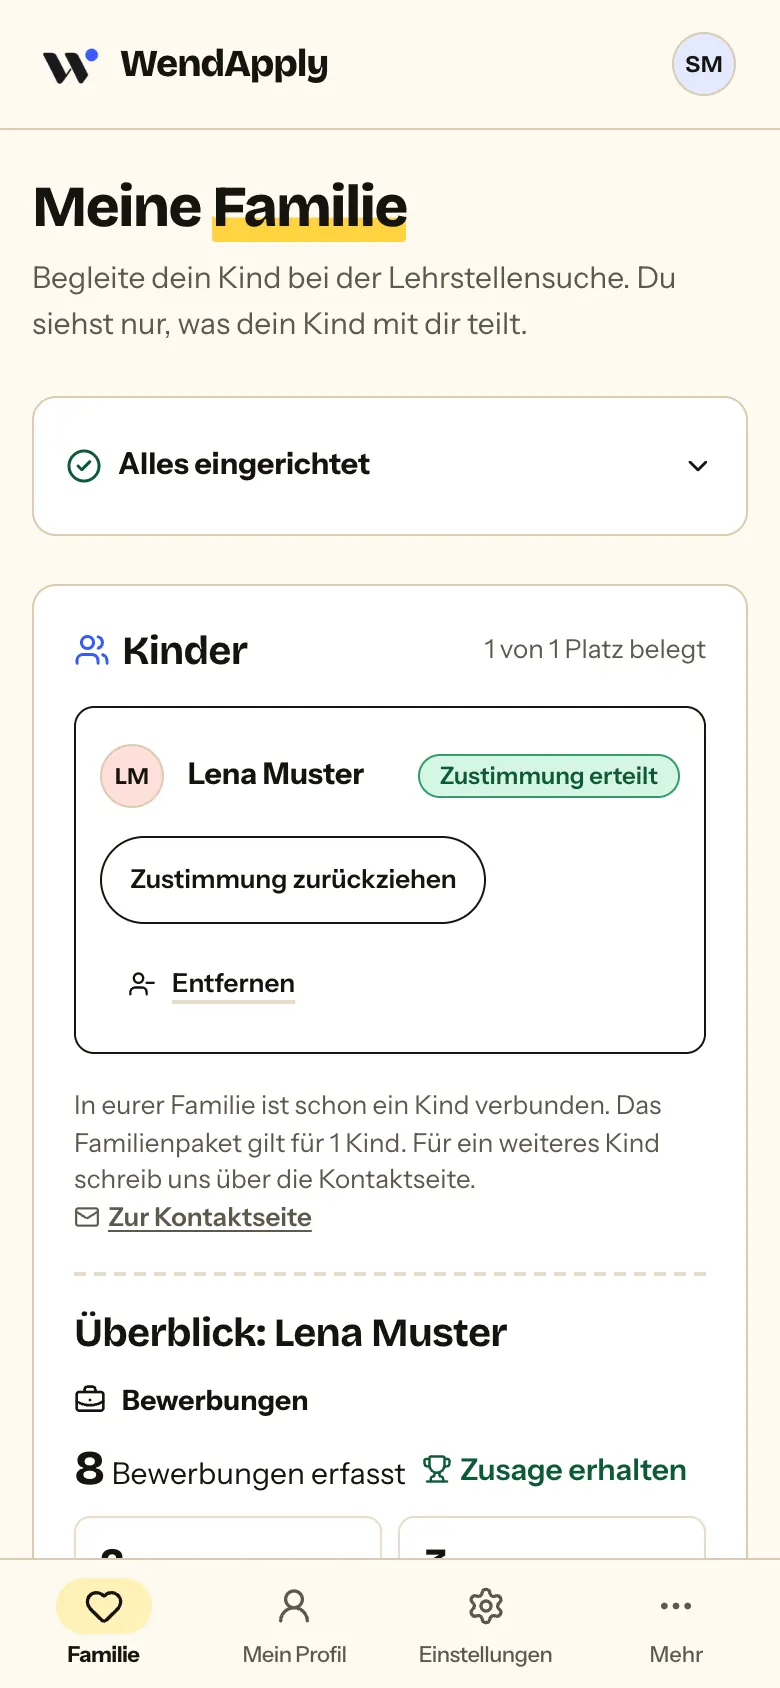 WendApply
SM
Meine Familie
Begleite dein Kind bei der Lehrstellensuche. Du
siehst nur, was dein Kind mit dir teilt.
Alles eingerichtet
Kinder
1 von 1 Platz belegt
LM
Lena Muster
Zustimmung erteilt
Zustimmung zurückziehen
Entfernen
In eurer Familie ist schon ein Kind verbunden. Das
Familienpaket gilt für 1 Kind. Für ein weiteres Kind
schreib uns über die Kontaktseite.
Zur Kontaktseite
Überblick: Lena Muster
Bewerbungen
8 Bewerbungen erfasst
Zusage erhalten
Familie
Mein Profil
Einstellungen
Mehr